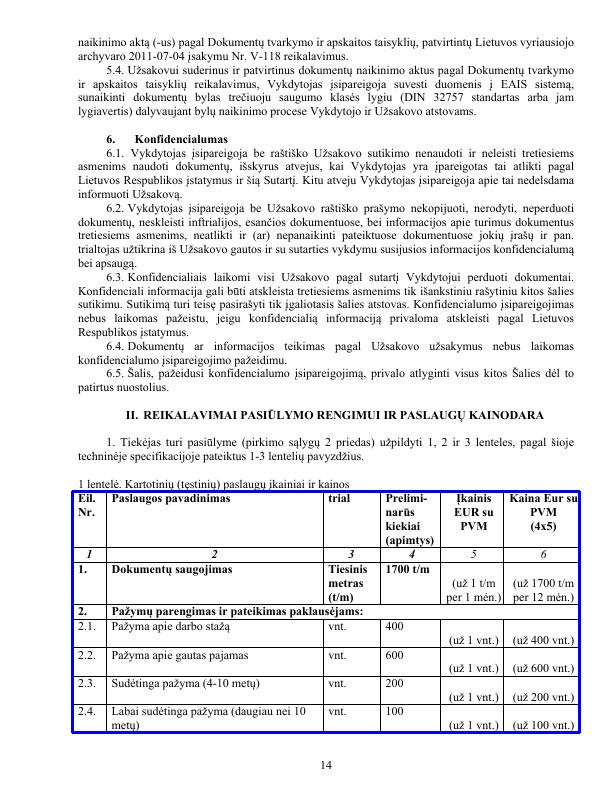 naikinimo aktą (-us) pagal Dokumentų tvarkymo ir apskaitos taisyklių, patvirtintų Lietuvos vyriausiojo
archyvaro 2011-07-04 įsakymu Nr. V-118 reikalavimus.
5.4. Užsakovui suderinus ir patvirtinus dokumentų naikinimo aktus pagal Dokumentų tvarkymo
ir apskaitos taisyklių reikalavimus, Vykdytojas įsipareigoja suvesti duomenis į EAIS sistemą,
sunaikinti dokumentų bylas trečiuoju saugumo klasės lygiu (DIN 32757 standartas arba jam
lygiavertis) dalyvaujant bylų naikinimo procese Vykdytojo ir Užsakovo atstovams.
6. Konfidencialumas
6.1. Vykdytojas įsipareigoja be raštiško Užsakovo sutikimo nenaudoti ir neleisti tretiesiems
asmenims naudoti dokumentų, išskyrus atvejus, kai Vykdytojas yra įpareigotas tai atlikti pagal
Lietuvos Respublikos įstatymus ir šią Sutartį. Kitu atveju Vykdytojas įsipareigoja apie tai nedelsdama
informuoti Užsakovą.
6.2. Vykdytojas įsipareigoja be Užsakovo raštiško prašymo nekopijuoti, nerodyti, neperduoti
dokumentų, neskleisti inftrialijos, esančios dokumentuose, bei informacijos apie turimus dokumentus
tretiesiems asmenims, neatlikti ir (ar) nepanaikinti pateiktuose dokumentuose jokių įrašų ir pan.
trialtojas užtikrina iš Užsakovo gautos ir su sutarties vykdymu susijusios informacijos konfidencialumą
bei apsaugą.
6.3. Konfidencialiais laikomi visi Užsakovo pagal sutartį Vykdytojui perduoti dokumentai.
Konfidenciali informacija gali būti atskleista tretiesiems asmenims tik išankstiniu rašytiniu kitos šalies
sutikimu. Sutikimą turi teisę pasirašyti tik įgaliotasis šalies atstovas. Konfidencialumo įsipareigojimas
nebus laikomas pažeistu, jeigu konfidencialią informaciją privaloma atskleisti pagal Lietuvos
Respublikos įstatymus.
6.4. Dokumentų ar informacijos teikimas pagal Užsakovo užsakymus nebus laikomas
konfidencialumo įsipareigojimo pažeidimu.
6.5. Šalis, pažeidusi konfidencialumo įsipareigojimą, privalo atlyginti visus kitos Šalies dėl to
patirtus nuostolius.
II. REIKALAVIMAI PASIŪLYMO RENGIMUI IR PASLAUGŲ KAINODARA
1. Tiekėjas turi pasiūlyme (pirkimo sąlygų 2 priedas) užpildyti 1, 2 ir 3 lenteles, pagal šioje
techninėje specifikacijoje pateiktus 1-3 lentelių pavyzdžius.
1 lentelė. Kartotinių (tęstinių) paslaugų įkainiai ir kainos
Eil. Paslaugos pavadinimas trial Prelimi- Įkainis Kaina Eur su
Nr. narūs EUR su PVM
kiekiai PVM (4x5)
(apimtys)
1 2 3 4 5 6
1. Dokumentų saugojimas Tiesinis 1700 t/m
metras (už 1 t/m (už 1700 t/m
(t/m) per 1 mėn.) per 12 mėn.)
2. Pažymų parengimas ir pateikimas paklausėjams:
2.1. Pažyma apie darbo stažą vnt. 400
(už 1 vnt.) (už 400 vnt.)
2.2. Pažyma apie gautas pajamas vnt. 600
(už 1 vnt.) (už 600 vnt.)
2.3. Sudėtinga pažyma (4-10 metų) vnt. 200
(už 1 vnt.) (už 200 vnt.)
2.4. Labai sudėtinga pažyma (daugiau nei 10 vnt. 100
metų) (už 1 vnt.) (už 100 vnt.)
14